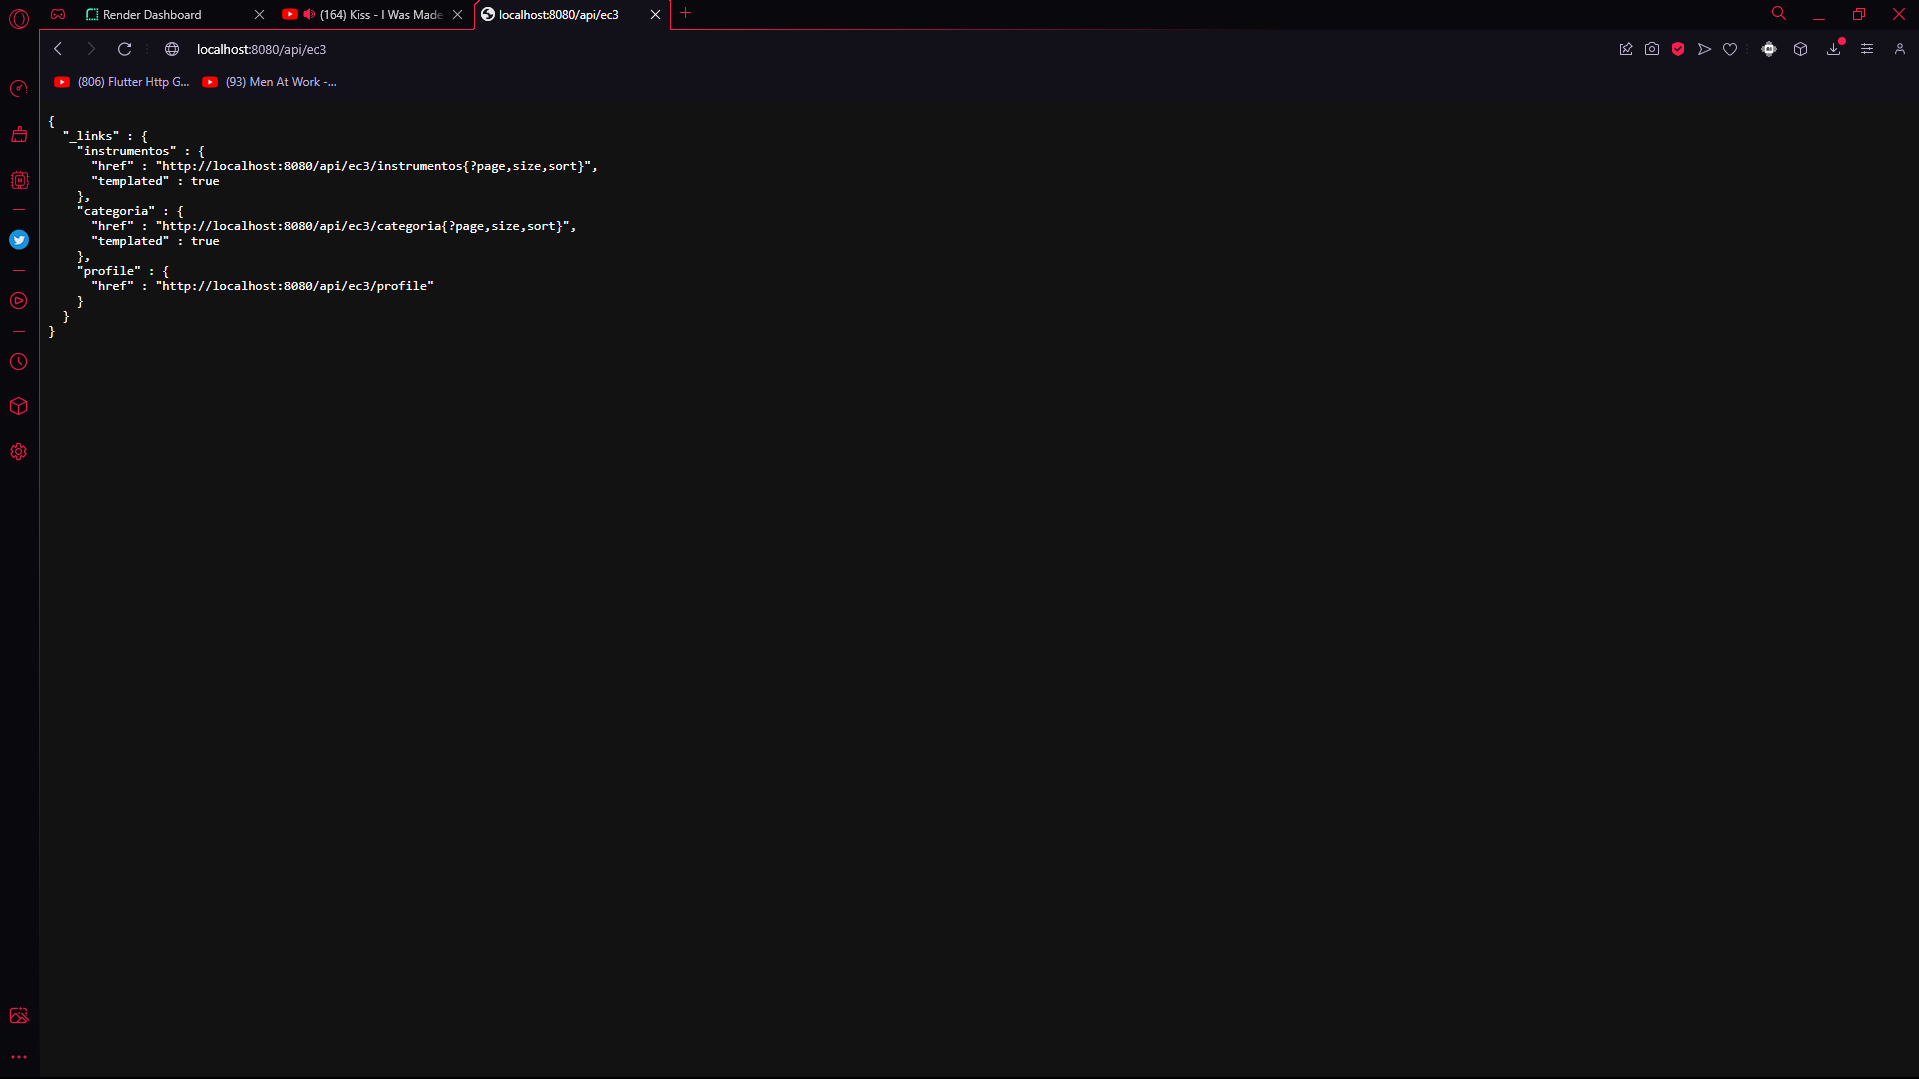 Render Dashboard
(164) Kiss - I Was Made
localhost:8080/api/ec3
localhost:8080/api/ec3
(806) Flutter Http G...
(93) Men At Work -...
{
  "_links" : {
    "instrumentos" : {
      "href" : "http://localhost:8080/api/ec3/instrumentos{?page,size,sort}",
      "templated" : true
    },
    "categoria" : {
      "href" : "http://localhost:8080/api/ec3/categoria{?page,size,sort}",
      "templated" : true
    },
    "profile" : {
      "href" : "http://localhost:8080/api/ec3/profile"
    }
  }
}